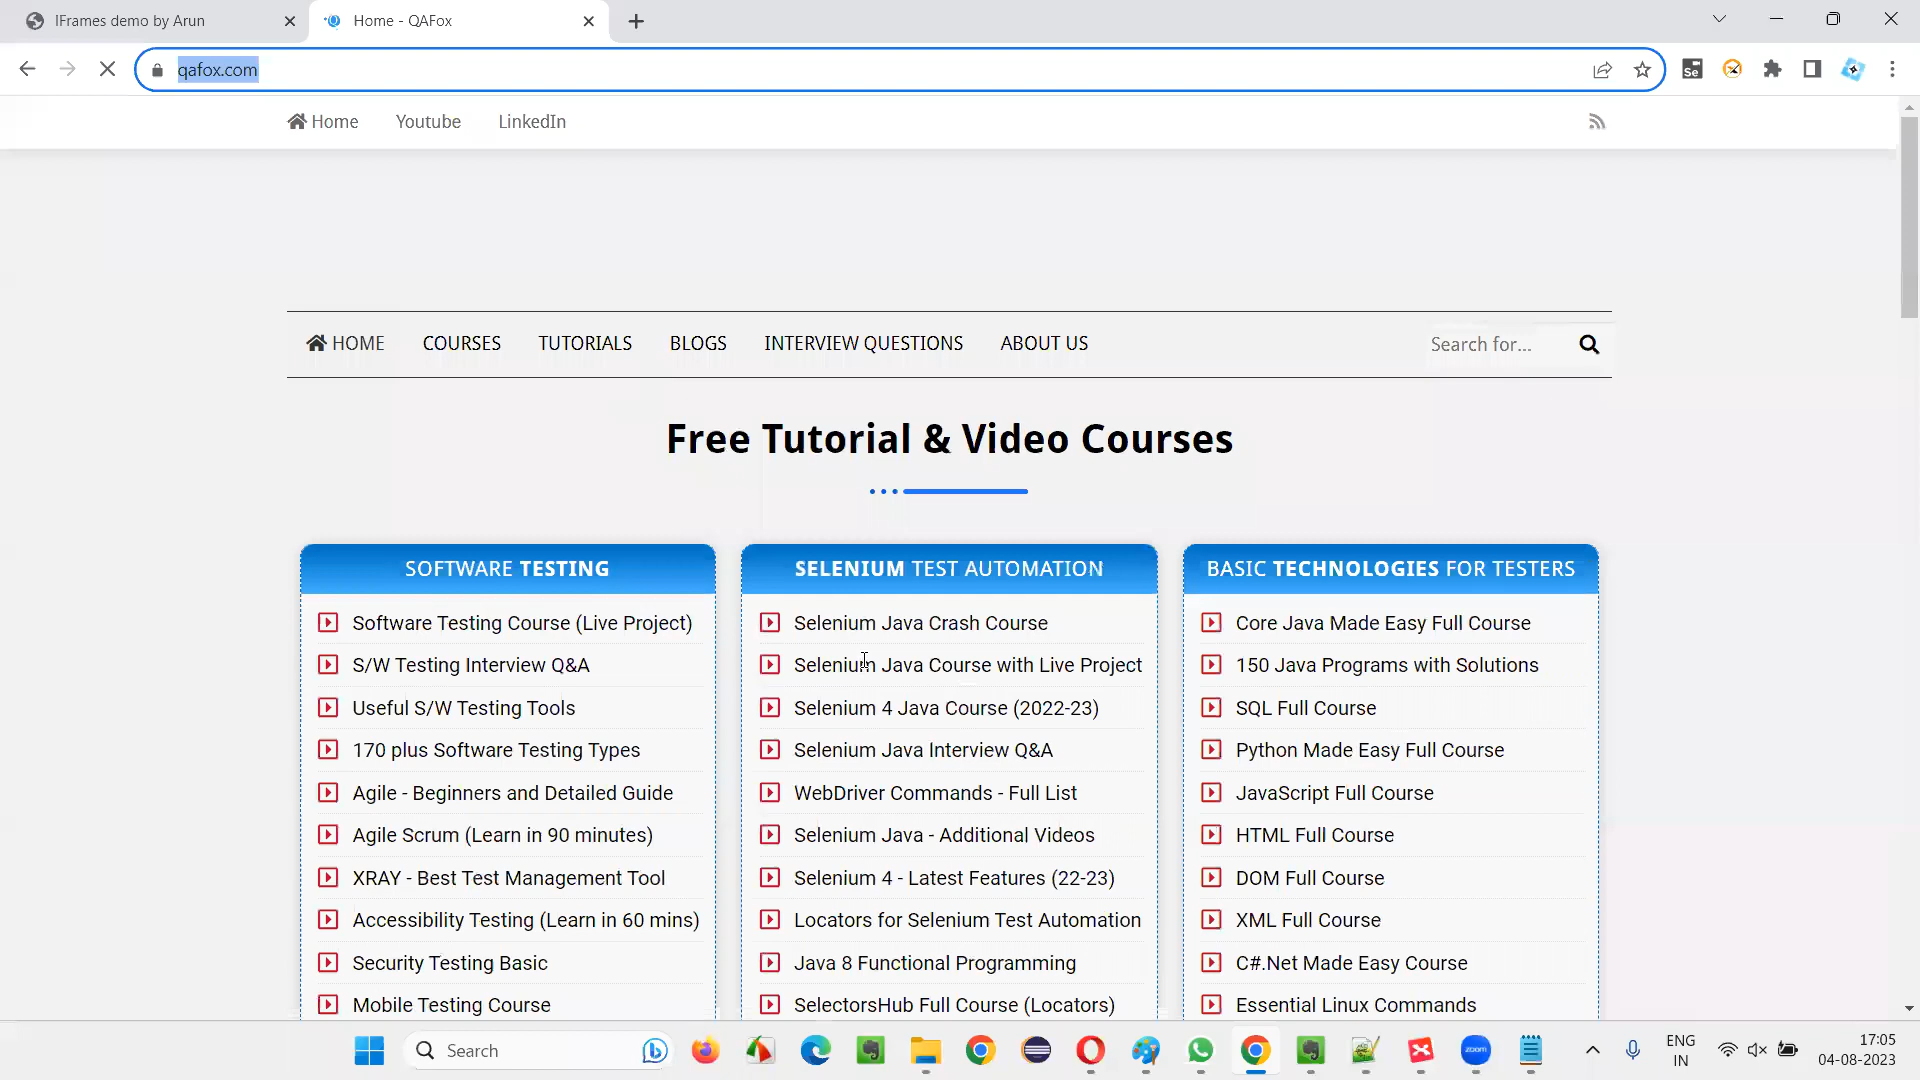 IFrames demo by Arun
Home - QAFox
qafox.com
Se
Home Youtube LinkedIn
HOME COURSES TUTORIALS BLOGS INTERVIEW QUESTIONS ABOUT US Search for...
Free Tutorial & Video Courses
SOFTWARE TESTING
Software Testing Course (Live Project)
S/W Testing Interview Q&A
Useful S/W Testing Tools
170 plus Software Testing Types
Agile - Beginners and Detailed Guide
Agile Scrum (Learn in 90 minutes)
XRAY - Best Test Management Tool
Accessibility Testing (Learn in 60 mins)
Security Testing Basic
Mobile Testing Course
SELENIUM TEST AUTOMATION
Selenium Java Crash Course
Selenium Java Course with Live Project
Selenium 4 Java Course (2022-23)
Selenium Java Interview Q&A
WebDriver Commands - Full List
Selenium Java - Additional Videos
Selenium 4 - Latest Features (22-23)
Locators for Selenium Test Automation
Java 8 Functional Programming
SelectorsHub Full Course (Locators)
BASIC TECHNOLOGIES FOR TESTERS
Core Java Made Easy Full Course
150 Java Programs with Solutions
SQL Full Course
Python Made Easy Full Course
JavaScript Full Course
HTML Full Course
DOM Full Course
XML Full Course
C#.Net Made Easy Course
Essential Linux Commands
Search
zoom
ENG
IN
17:05
04-08-2023